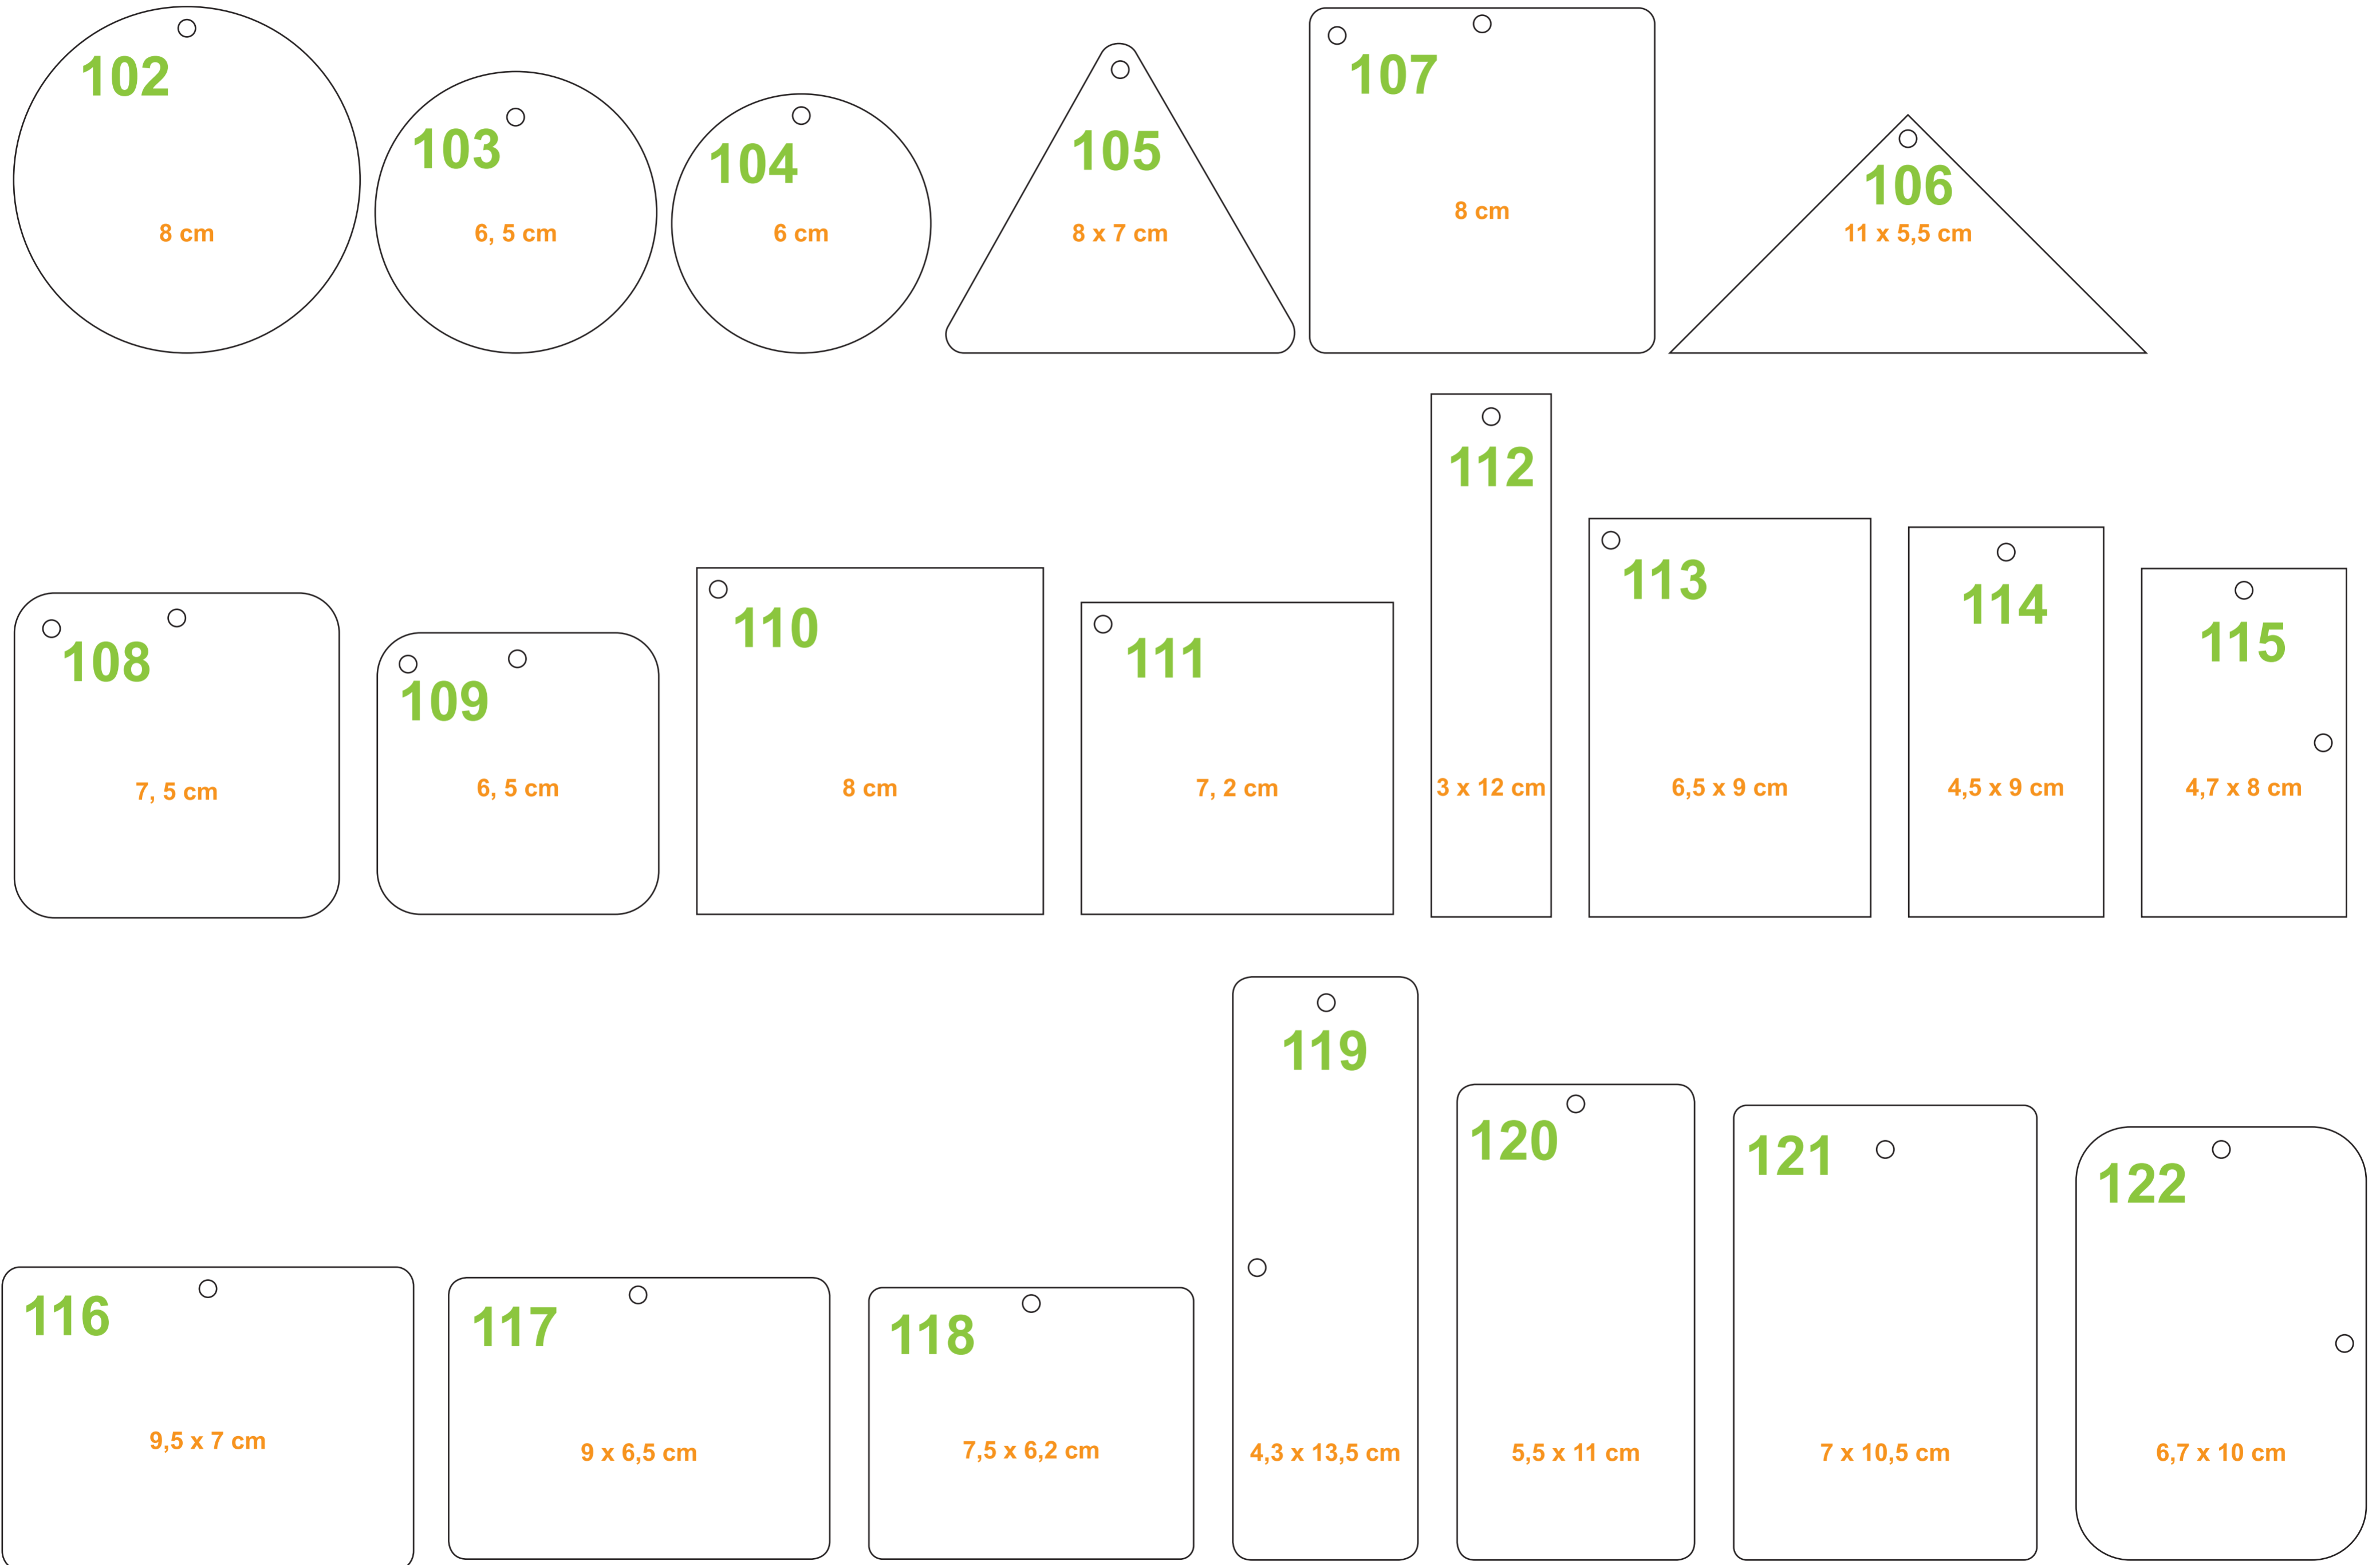 102
8 cm
103
6, 5 cm
104
6 cm
105
8 x 7 cm
107
8 cm
106
11 x 5,5 cm
108
7, 5 cm
109
6, 5 cm
110
8 cm
111
7, 2 cm
112
3 x 12 cm
113
6,5 x 9 cm
114
4,5 x 9 cm
115
4,7 x 8 cm
116
9,5 x 7 cm
117
9 x 6,5 cm
118
7,5 x 6,2 cm
119
4,3 x 13,5 cm
120
5,5 x 11 cm
121
7 x 10,5 cm
122
6,7 x 10 cm